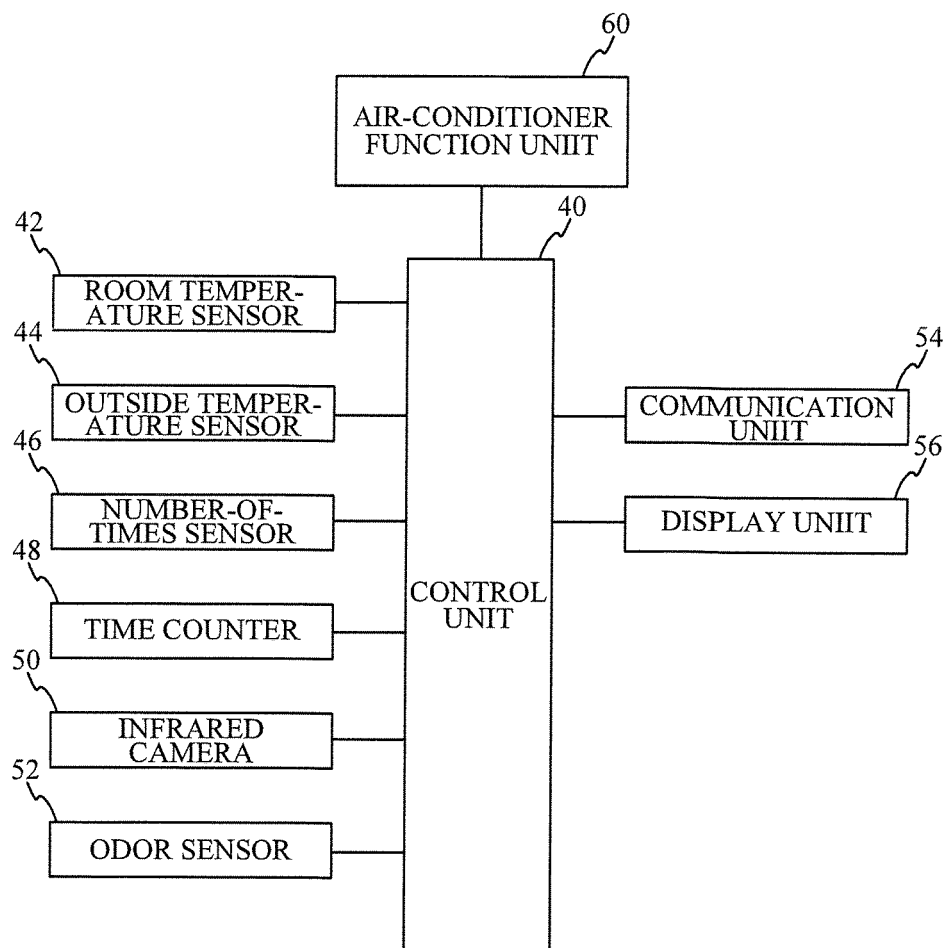 60
AIR-CONDITIONER
FUNCTION UNIIT
42
40
ROOM TEMPER-
ATURE SENSOR
44
54
OUTSIDE TEMPER-
ATURE SENSOR
COMMUNICATION
UNIIT
46
56
NUMBER-OF-
TIMES SENSOR
DISPLAY UNIIT
48
CONTROL
UNIT
TIME COUNTER
50
INFRARED
CAMERA
52
ODOR SENSOR